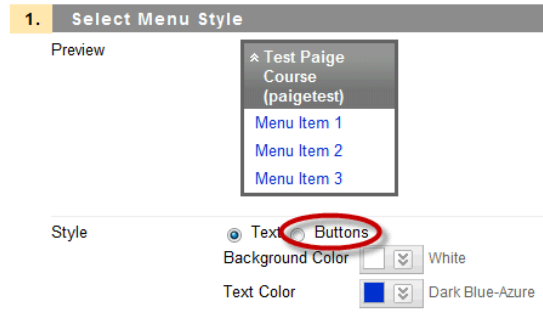 1. Select Menu Style
Preview
Test Paige
Course
(paigetest)
Menu Item 1
Menu Item 2
Menu Item 3
Style Text Buttons
Background Color White
Text Color Dark Blue-Azure